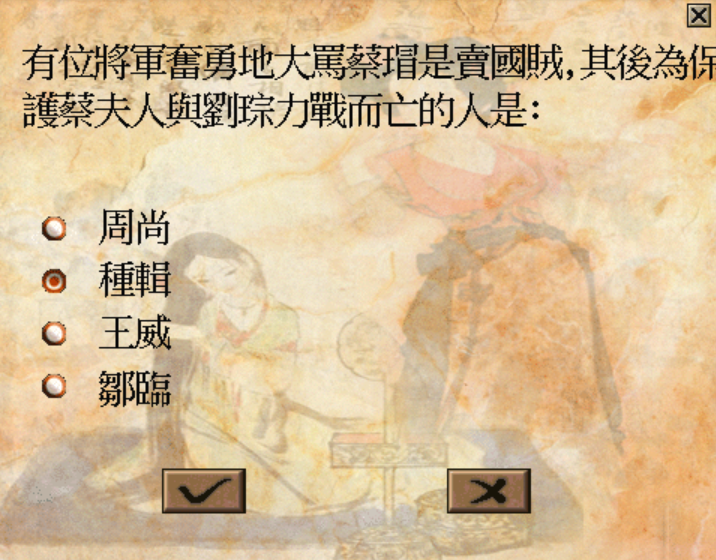 有位將軍奮勇地大罵蔡瑁是賣國賊,其後為保
護蔡夫人與劉琮力戰而亡的人是:
周尚
種輯
王威
鄒臨